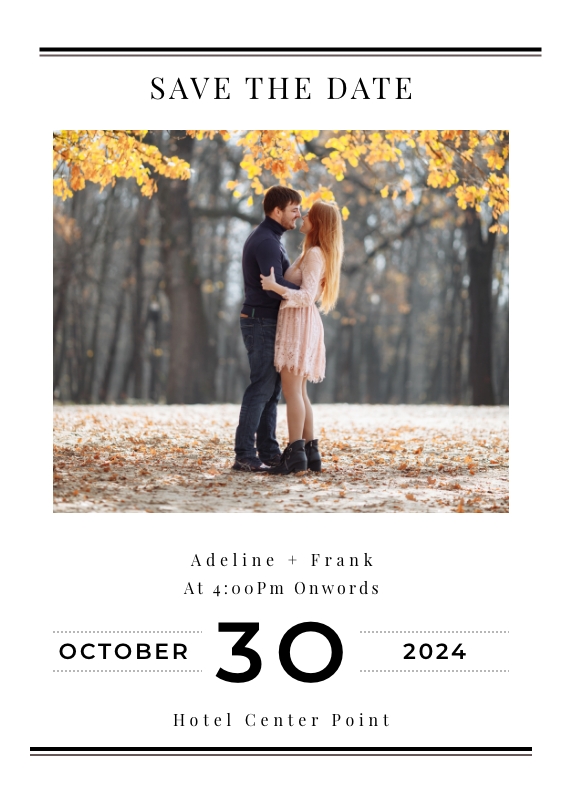 SAVE THE DATE
Adeline + Frank
At 4:00Pm Onwords
OCTOBER 30 2024
Hotel Center Point